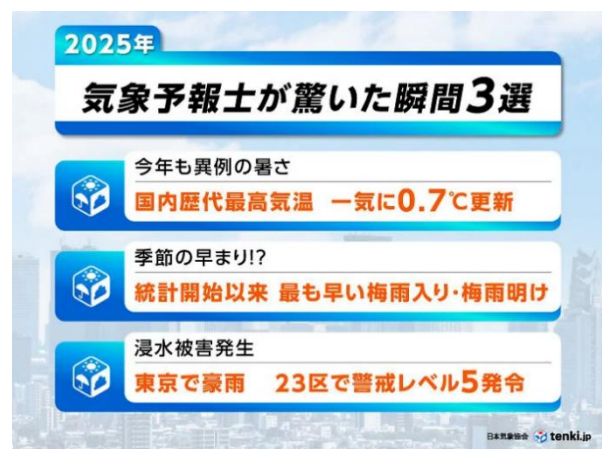 2025年
気象予報士が驚いた瞬間3選
今年も異例の暑さ
国内歴代最高気温 一気に0.7℃更新
季節の早まり!?
統計開始以来 最も早い梅雨入り・梅雨明け
浸水被害発生
東京で豪雨 23区で警戒レベル5発令
日本気象協会 tenki.jp